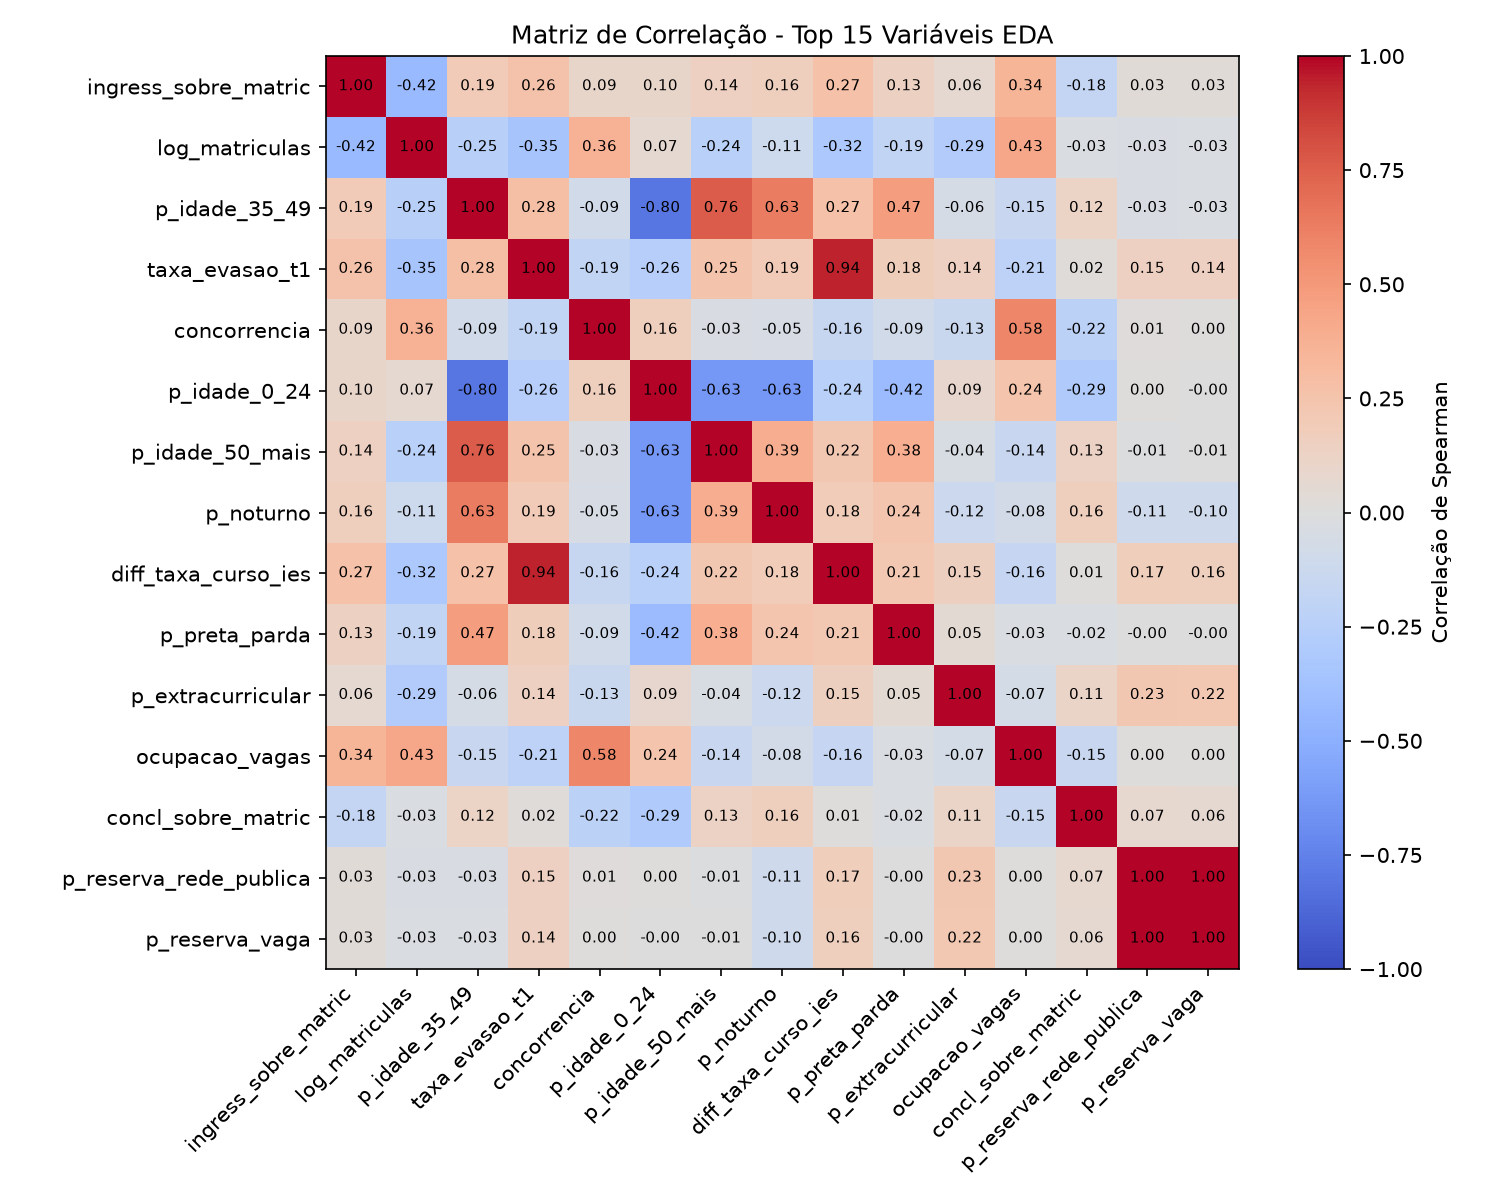 Matriz de Correlação - Top 15 Variáveis EDA
ingress_sobre_matric 1.00 -0.42 0.19 0.26 0.09 0.10 0.14 0.16 0.27 0.13 0.06 0.34 -0.18 0.03 0.03
log_matriculas -0.42 1.00 -0.25 -0.35 0.36 0.07 -0.24 -0.11 -0.32 -0.19 -0.29 0.43 -0.03 -0.03 -0.03
p_idade_35_49 0.19 -0.25 1.00 0.28 -0.09 -0.80 0.76 0.63 0.27 0.47 -0.06 -0.15 0.12 -0.03 -0.03
taxa_evasao_t1 0.26 -0.35 0.28 1.00 -0.19 -0.26 0.25 0.19 0.94 0.18 0.14 -0.21 0.02 0.15 0.14
concorrencia 0.09 0.36 -0.09 -0.19 1.00 0.16 -0.03 -0.05 -0.16 -0.09 -0.13 0.58 -0.22 0.01 0.00
p_idade_0_24 0.10 0.07 -0.80 -0.26 0.16 1.00 -0.63 -0.63 -0.24 -0.42 0.09 0.24 -0.29 0.00 -0.00
p_idade_50_mais 0.14 -0.24 0.76 0.25 -0.03 -0.63 1.00 0.39 0.22 0.38 -0.04 -0.14 0.13 -0.01 -0.01
p_noturno 0.16 -0.11 0.63 0.19 -0.05 -0.63 0.39 1.00 0.18 0.24 -0.12 -0.08 0.16 -0.11 -0.10
diff_taxa_curso_ies 0.27 -0.32 0.27 0.94 -0.16 -0.24 0.22 0.18 1.00 0.21 0.15 -0.16 0.01 0.17 0.16
p_preta_parda 0.13 -0.19 0.47 0.18 -0.09 -0.42 0.38 0.24 0.21 1.00 0.05 -0.03 -0.02 -0.00 -0.00
p_extracurricular 0.06 -0.29 -0.06 0.14 -0.13 0.09 -0.04 -0.12 0.15 0.05 1.00 -0.07 0.11 0.23 0.22
ocupacao_vagas 0.34 0.43 -0.15 -0.21 0.58 0.24 -0.14 -0.08 -0.16 -0.03 -0.07 1.00 -0.15 0.00 0.00
concl_sobre_matric -0.18 -0.03 0.12 0.02 -0.22 -0.29 0.13 0.16 0.01 -0.02 0.11 -0.15 1.00 0.07 0.06
p_reserva_rede_publica 0.03 -0.03 -0.03 0.15 0.01 0.00 -0.01 -0.11 0.17 -0.00 0.23 0.00 0.07 1.00 1.00
p_reserva_vaga 0.03 -0.03 -0.03 0.14 0.00 -0.00 -0.01 -0.10 0.16 -0.00 0.22 0.00 0.06 1.00 1.00
ingress_sobre_matric
log_matriculas
p_idade_35_49
taxa_evasao_t1
concorrencia
p_idade_0_24
p_idade_50_mais
p_noturno
diff_taxa_curso_ies
p_preta_parda
p_extracurricular
ocupacao_vagas
concl_sobre_matric
p_reserva_rede_publica
p_reserva_vaga
1.00
0.75
0.50
0.25
0.00
−0.25
−0.50
−0.75
−1.00
Correlação de Spearman